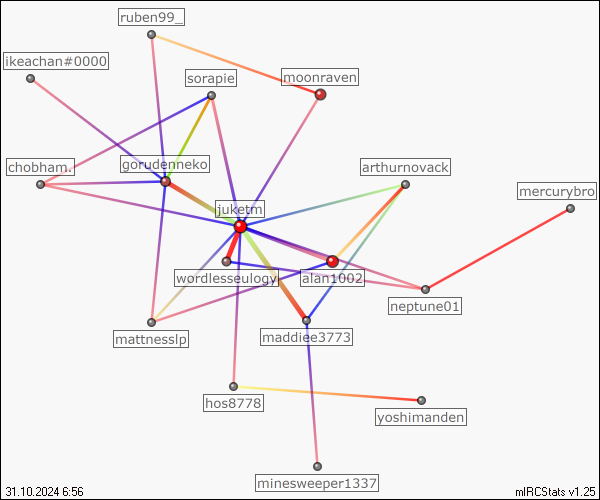 ruben99_
ikeachan#0000
sorapie
moonraven
chobham.
gorudenneko
arthurnovack
mercurybro
juketm
wordlesseulogy
alan1002
neptune01
mattnesslp
maddiee3773
hos8778
yoshimanden
minesweeper1337
31.10.2024 6:56
mIRCStats v1.25